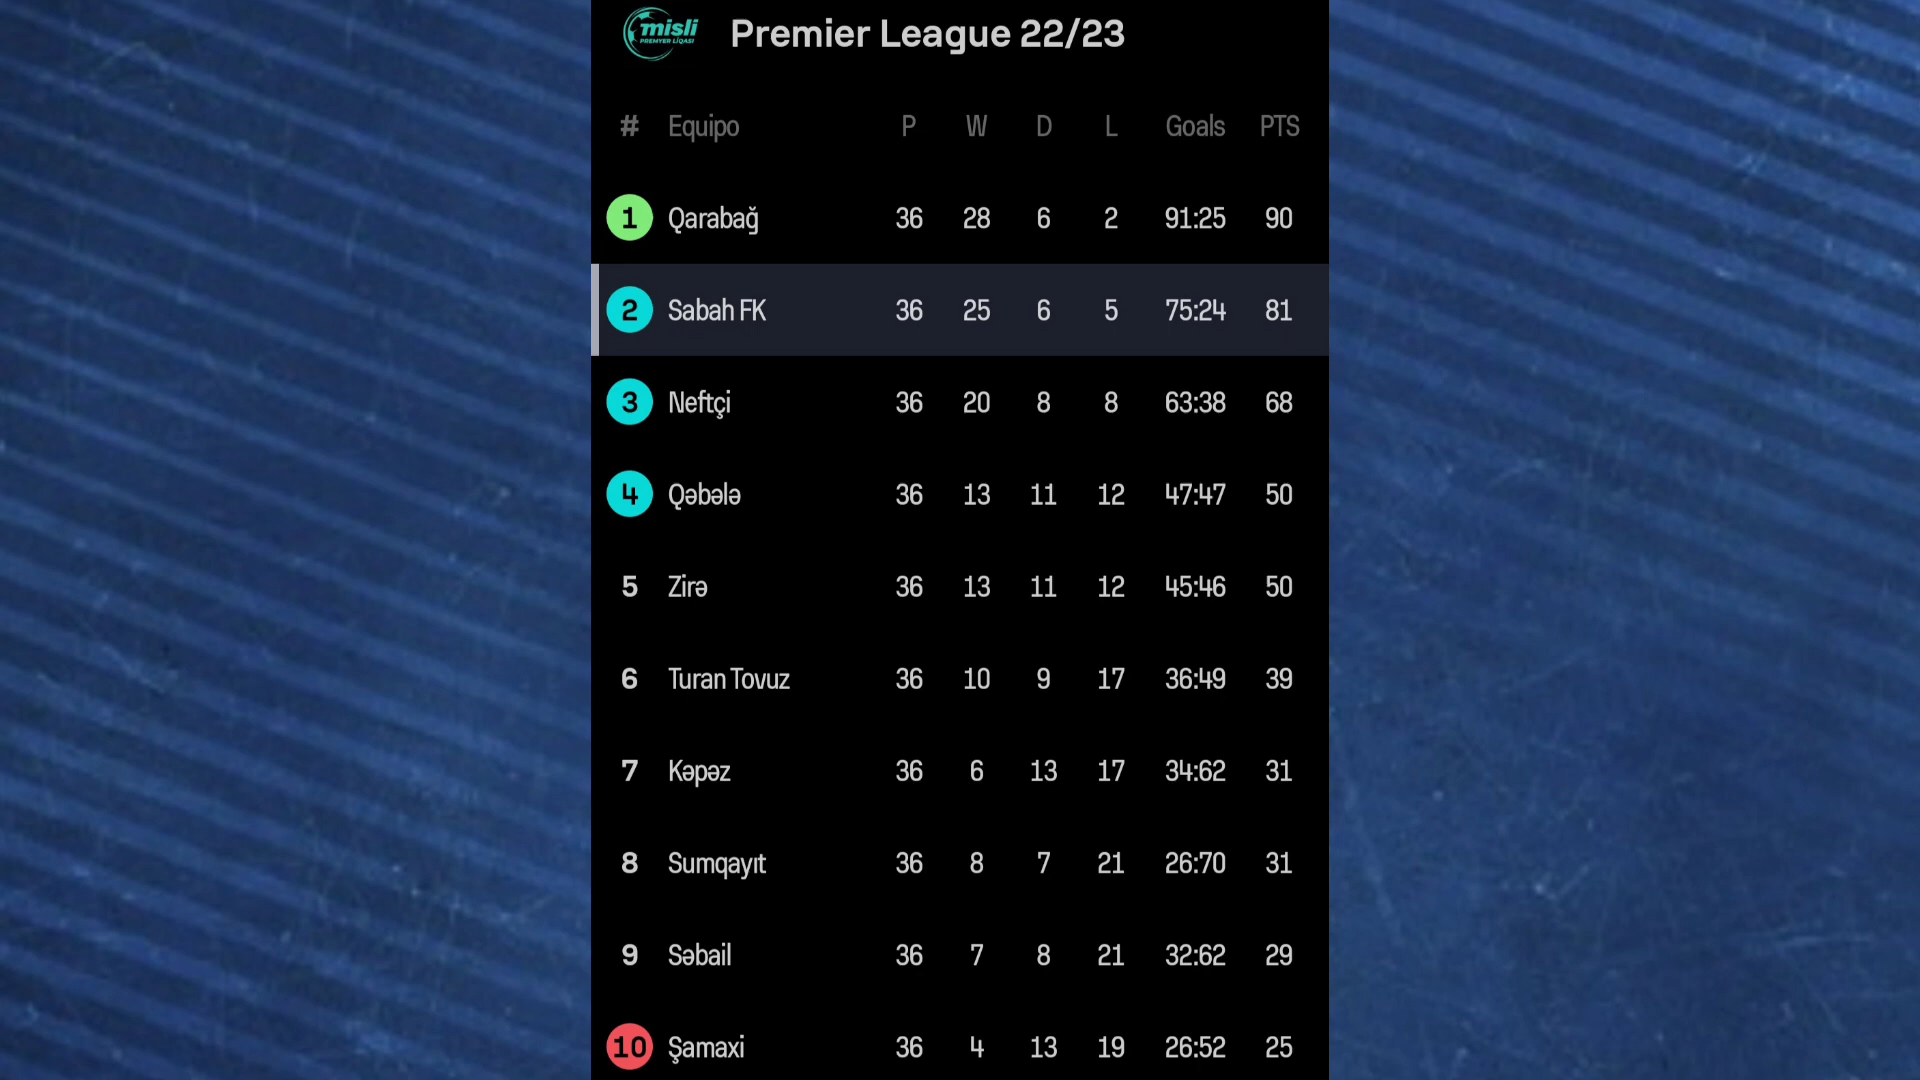 misli
PREMYER LİQASI
Premier League 22/23
# Equipo P W D L Goals PTS
1 Qarabağ 36 28 6 2 91:25 90
2 Sabah FK 36 25 6 5 75:24 81
3 Neftçi 36 20 8 8 63:38 68
4 Qəbələ 36 13 11 12 47:47 50
5 Zirə 36 13 11 12 45:46 50
6 Turan Tovuz 36 10 9 17 36:49 39
7 Kəpəz 36 6 13 17 34:62 31
8 Sumqayıt 36 8 7 21 26:70 31
9 Səbail 36 7 8 21 32:62 29
10 Şamaxi 36 4 13 19 26:52 25